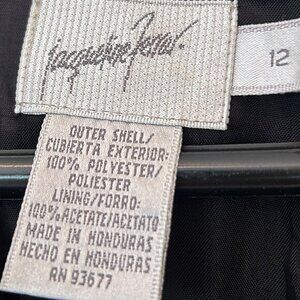 Jacqueline Ferrar.
12
OUTER SHELL/
CUBIERTA EXTERIOR:
100% POLYESTER/
POLIESTER
LINING/FORRO:
100% ACETATE/ACETATO
MADE IN HONDURAS
HECHO EN HONDURAS
RN 93677